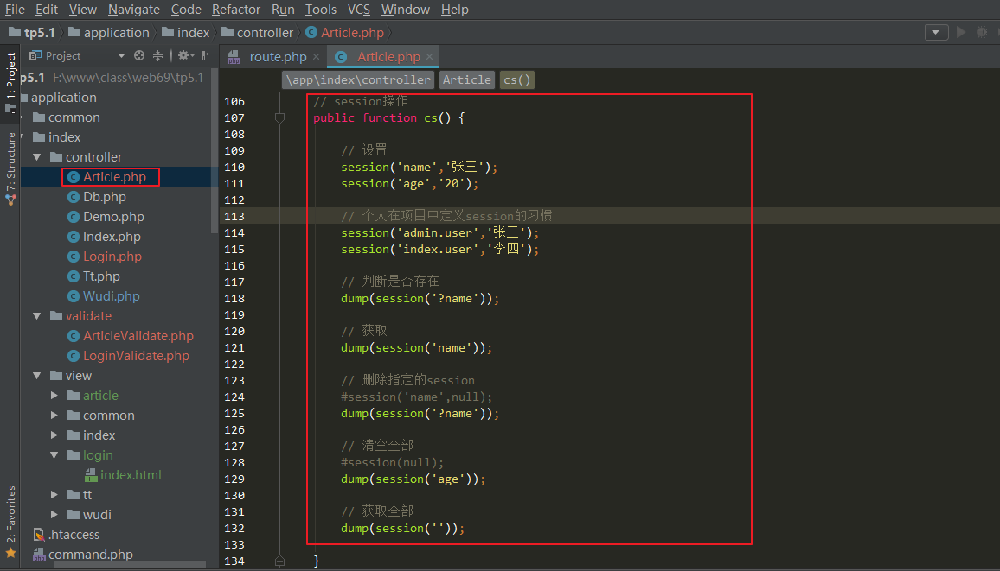 File Edit View Navigate Code Refactor Run Tools VCS Window Help
tp5.1 application index controller Article.php
1: Project
7: Structure
2: Favorites
Project
p5.1 F:\www\class\web69\tp5.1
application
common
index
controller
Article.php
Db.php
Demo.php
Index.php
Login.php
Tt.php
Wudi.php
validate
ArticleValidate.php
LoginValidate.php
view
article
common
index
login
index.html
tt
wudi
.htaccess
command.php
route.php Article.php
\app\index\controller Article cs()
106 // session操作
107 public function cs() {
108
109 // 设置
110 session('name','张三');
111 session('age','20');
112
113 // 个人在项目中定义session的习惯
114 session('admin.user','张三');
115 session('index.user','李四');
116
117 // 判断是否存在
118 dump(session('?name'));
119
120 // 获取
121 dump(session('name'));
122
123 // 删除指定的session
124 #session('name',null);
125 dump(session('?name'));
126
127 // 清空全部
128 #session(null);
129 dump(session('age'));
130
131 // 获取全部
132 dump(session(''));
133
134 }